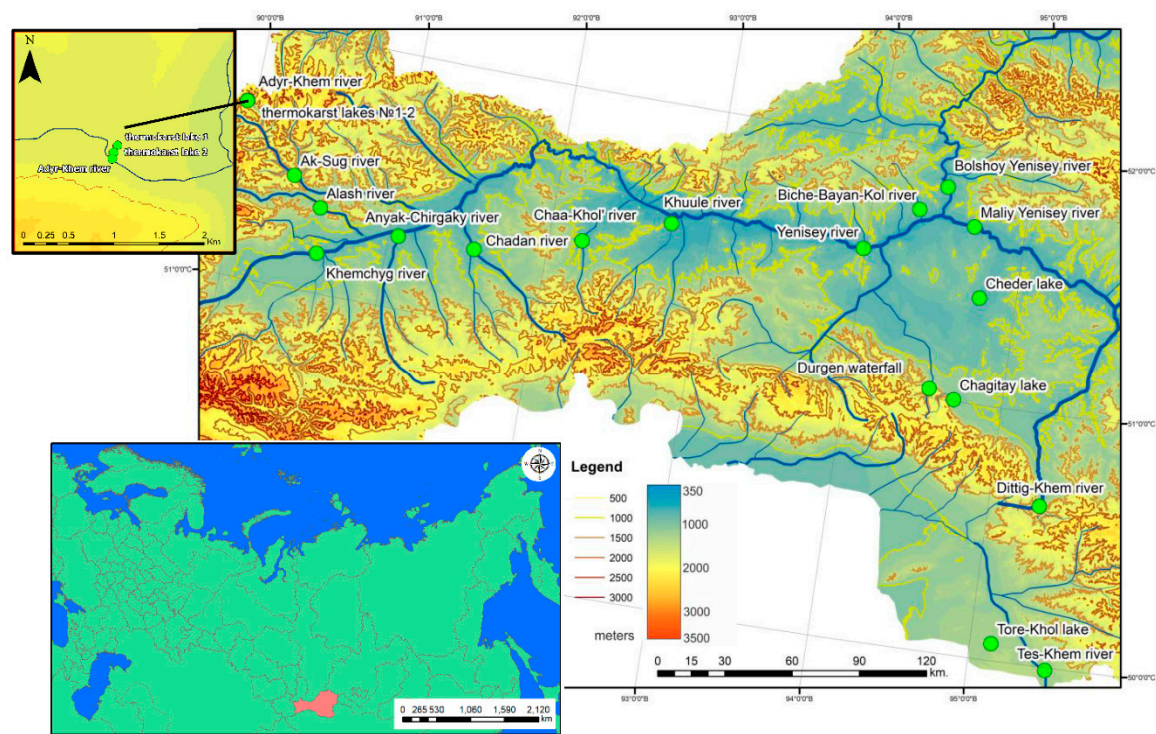 90°0'0"В
91°0'0"В
92°0'0"В
93°0'0"В
94°0'0"В
95°0'0"В
N
Adyr-Khem river
thermokarst lakes №1-2
thermokarst lake 1
thermokarst lake 2
Adyr-Khem river
0 0.25 0.5 1 2
Km
Ak-Sug river
Alash river
Anyak-Chirgaky river
Khemchyg river
Chadan river
Chaa-Khol' river
Khuule river
Biche-Bayan-Kol river
Yenisey river
Bolshoy Yenisey river
Maliy Yenisey river
52°0'0"С
51°0'0"С
Cheder lake
Durgen waterfall
Chagitay lake
51°0'0"С
Dittig-Khem river
Tore-Khol lake
Tes-Khem river
50°0'0"С
Legend
500
1000
1500
2000
2500
3000
meters
350
1000
2000
3000
3500
0 15 30 60 90 120
km.
N
W
E
S
0 265 530 1,060 1,590 2,120
km
93°0'0"В
94°0'0"В
95°0'0"В